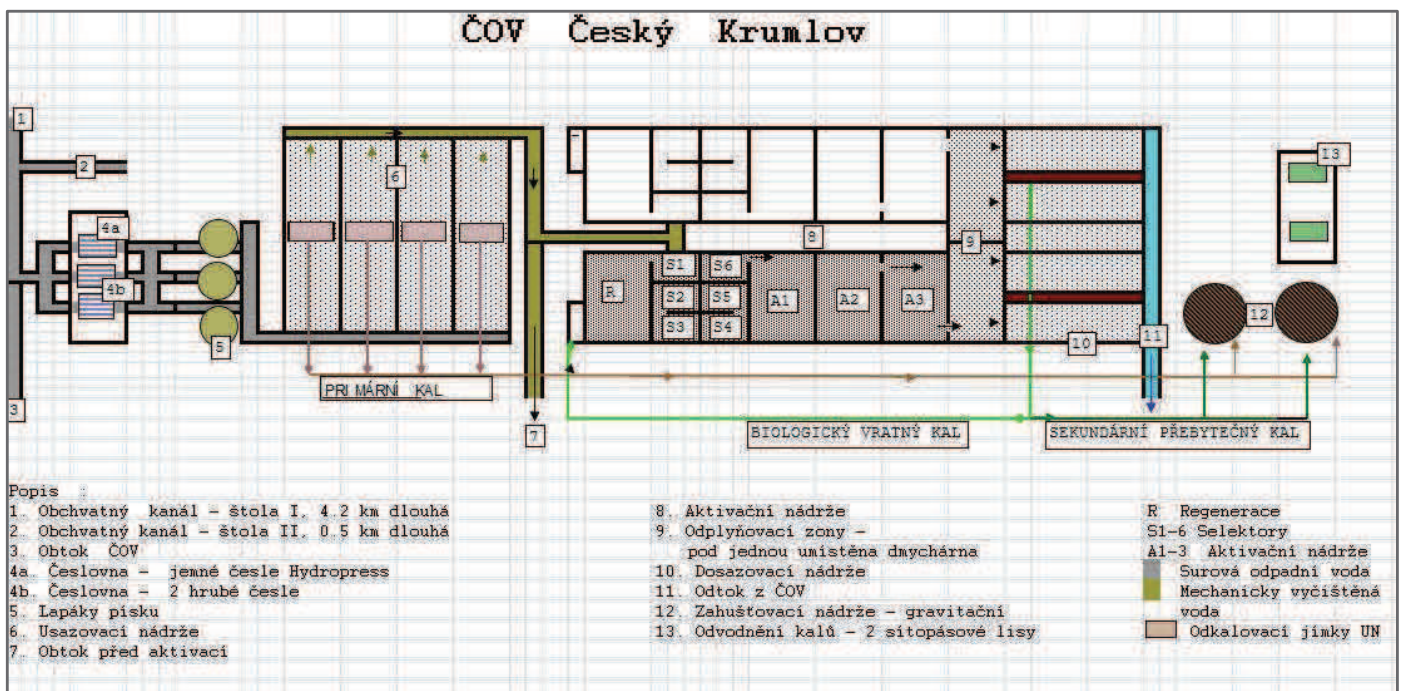 ČOV Český Krumlov
1
2
3
4a
4b
5
6
7
8
9
10
11
12
13
R
S1
S2
S3
S6
S5
S4
A1
A2
A3
PRIMÁRNÍ KAL
BIOLOGICKÝ VRATNÝ KAL
SEKUNDÁRNÍ PŘEBYTEČNÝ KAL
Popis :
1. Obchvatný kanál – štola I, 4.2 km dlouhá
2. Obchvatný kanál – štola II, 0.5 km dlouhá
3. Obtok ČOV
4a. Česlovna – jemné česle Hydropress
4b. Česlovna – 2 hrubé česle
5. Lapáky písku
6. Usazovací nádrže
7. Obtok před aktivací
8. Aktivační nádrže
9. Odplyňovací zony –
pod jednou umístěna dmychárna
10. Dosazovací nádrže
11. Odtok z ČOV
12. Zahušťovací nádrže – gravitační
13. Odvodnění kalů – 2 sítopásové lisy
R Regenerace
S1-6 Selektory
A1-3 Aktivační nádrže
Surová odpadní voda
Mechanicky vyčištěná
voda
Odkalovací jímky UN